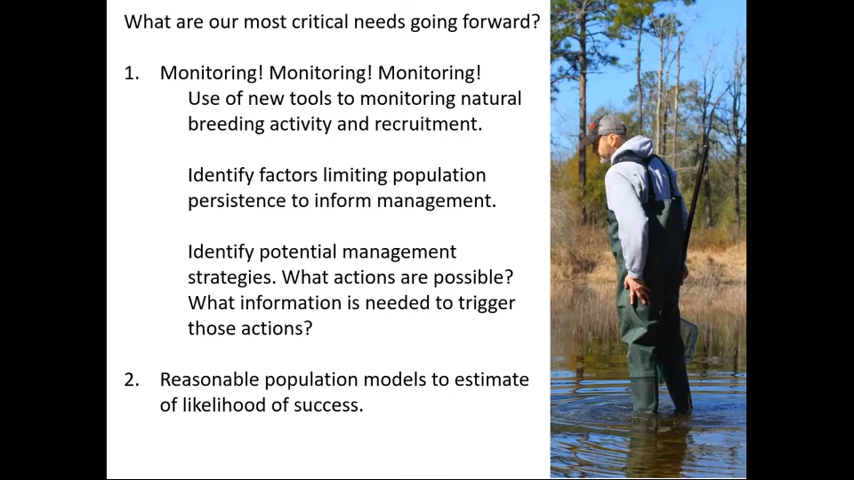 What are our most critical needs going forward?
1. Monitoring! Monitoring! Monitoring!
Use of new tools to monitoring natural
breeding activity and recruitment.
Identify factors limiting population
persistence to inform management.
Identify potential management
strategies. What actions are possible?
What information is needed to trigger
those actions?
2. Reasonable population models to estimate
of likelihood of success.